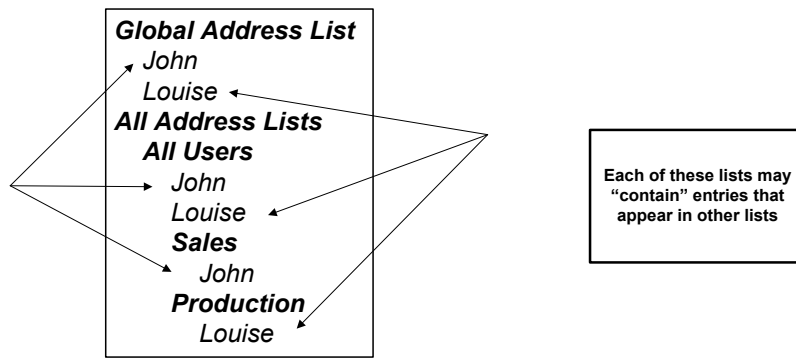 Global Address List
John
Louise
All Address Lists
All Users
John
Louise
Sales
John
Production
Louise
Each of these lists may
“contain” entries that
appear in other lists